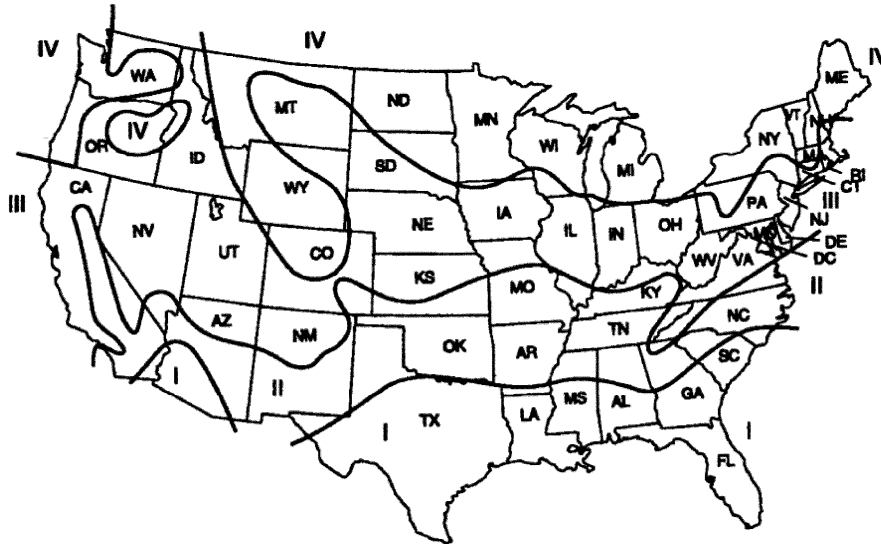 IV
IV
IV
WA
MT
ND
ME
MN
VT
NH
OR
IV
ID
WI
NY
MA
SD
MI
RI
CT
III
WY
CA
PA
III
NJ
IA
NV
NE
IL
IN
OH
DE
DC
UT
CO
WV
VA
II
KS
MO
KY
NC
TN
AZ
NM
OK
AR
SC
I
II
MS
AL
GA
LA
I
TX
I
FL